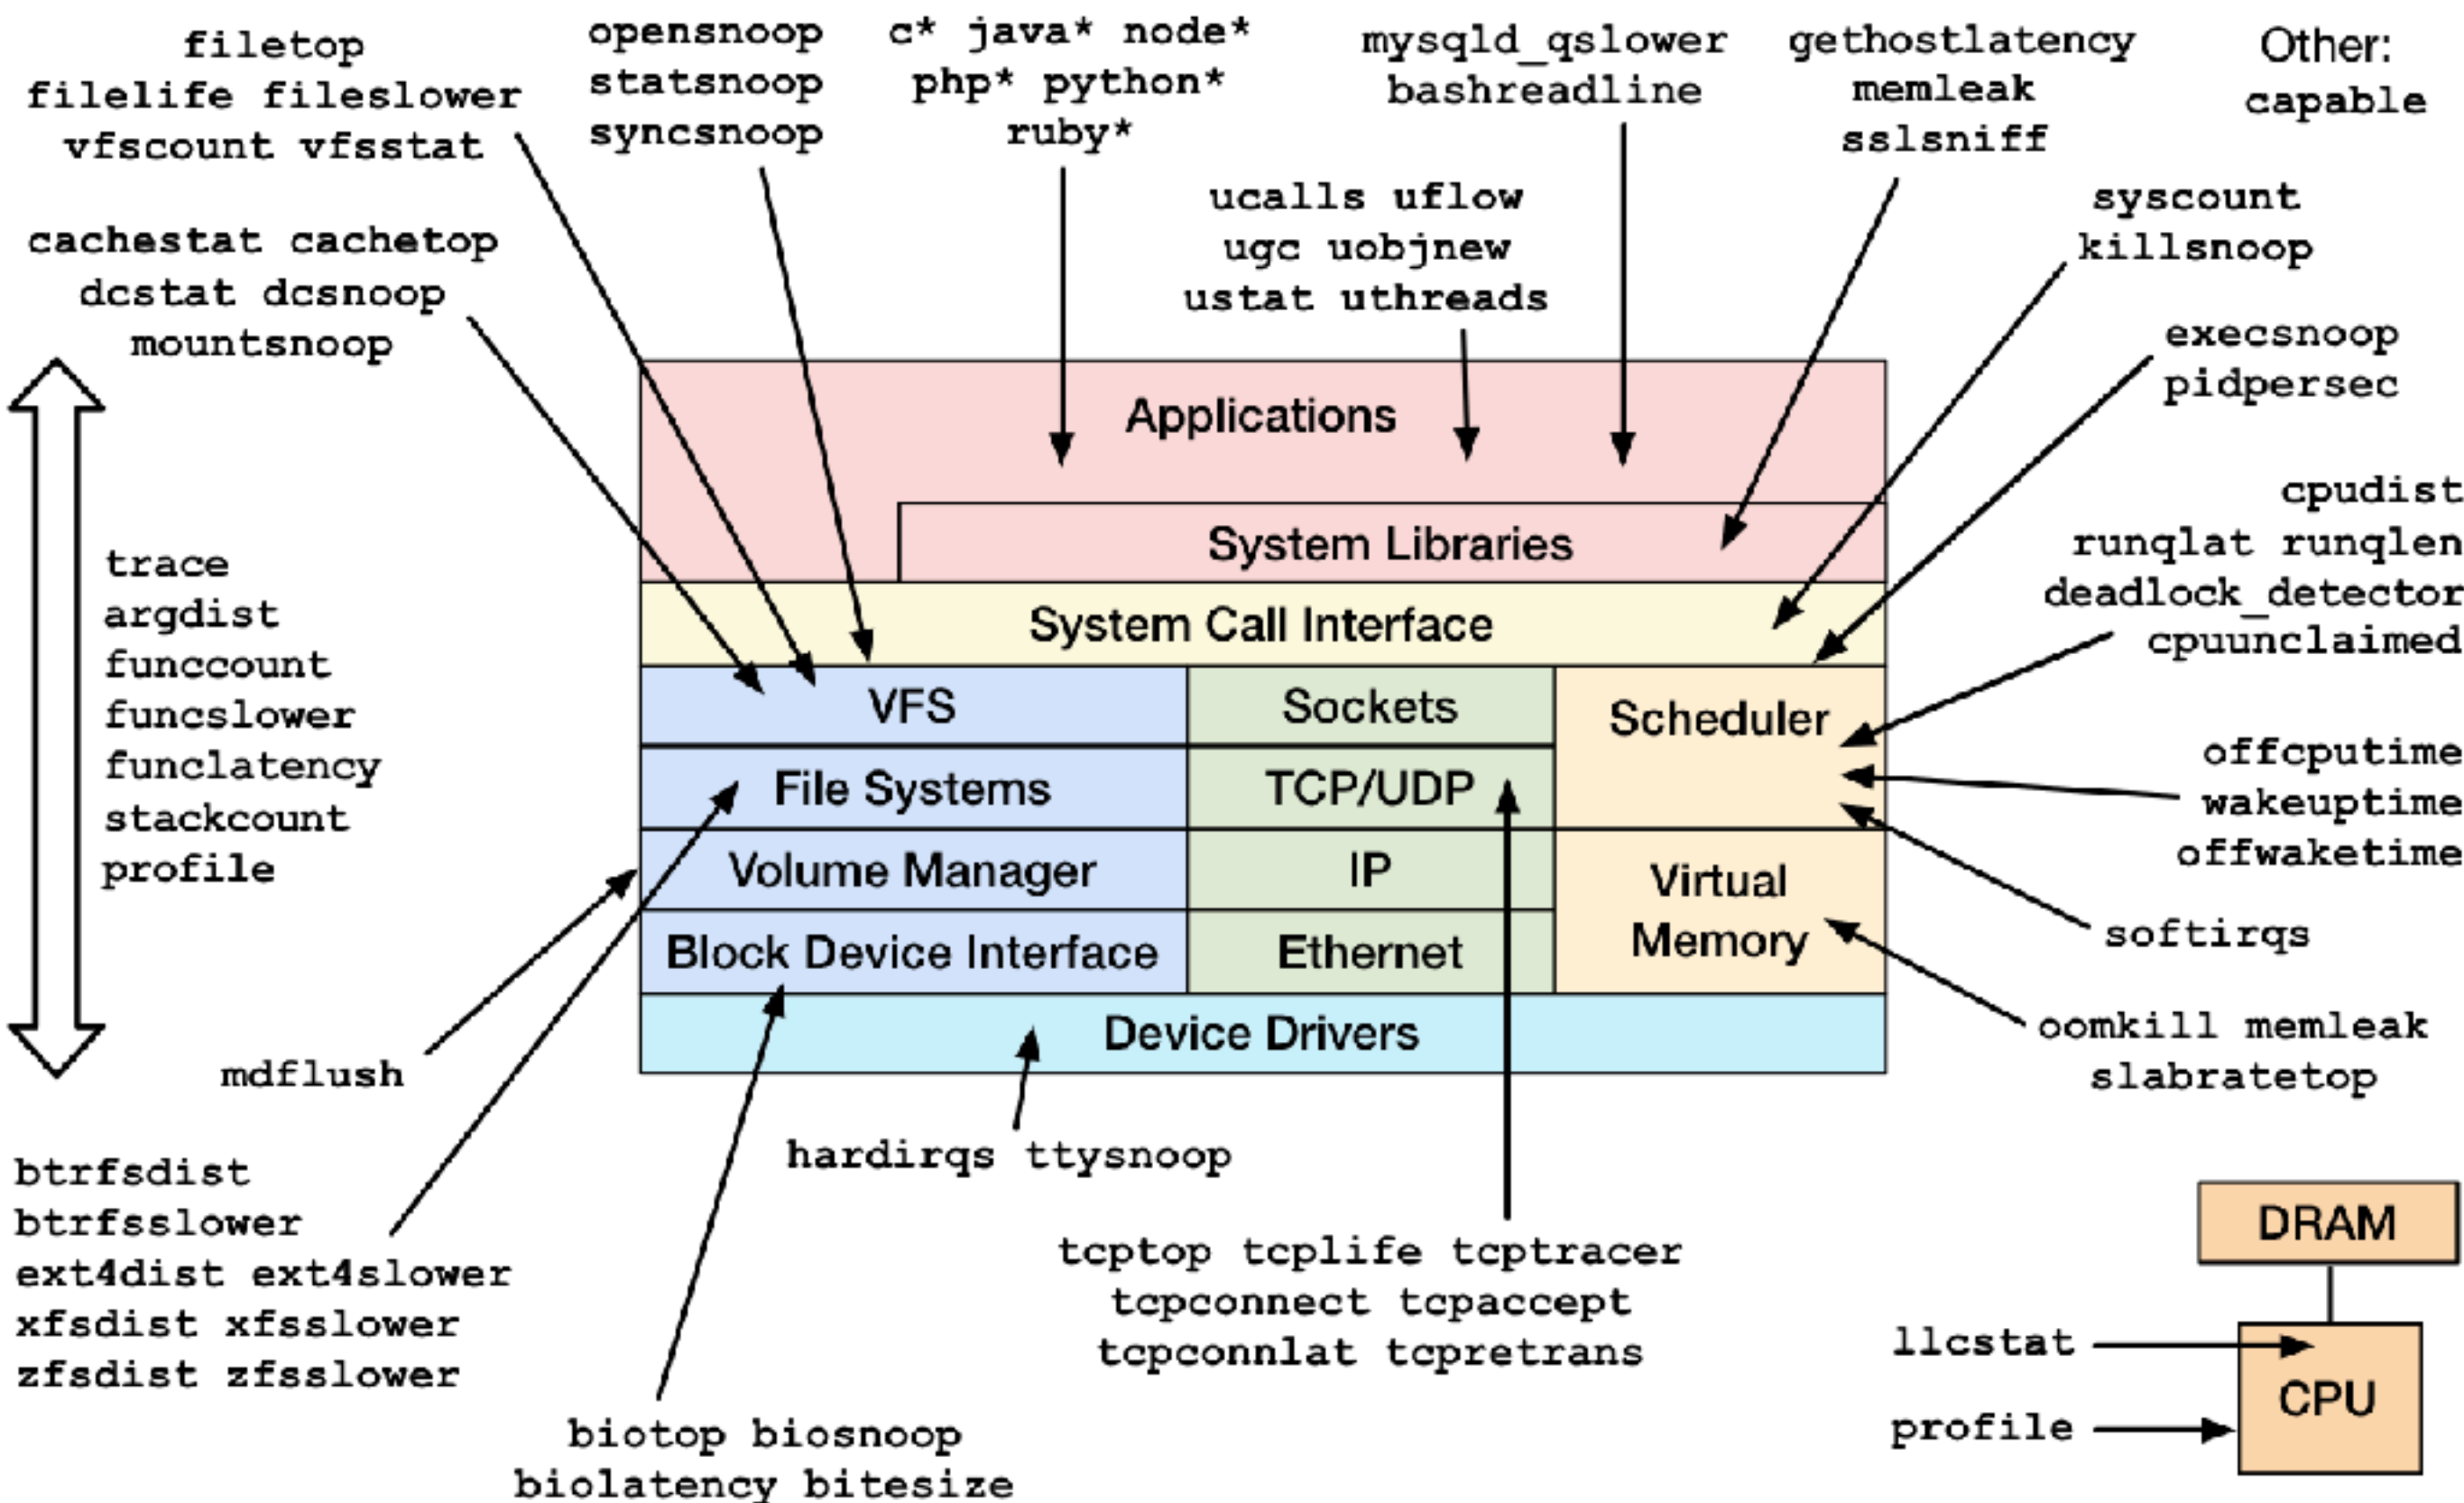 filetop
filelife fileslower
vfscount vfsstat
opensnoop
statsnoop
syncsnoop
c* java* node*
php* python*
ruby*
mysqld_qslower
bashreadline
gethostlatency
memleak
sslsniff
Other:
capable
cachestat cachetop
dcstat dcsnoop
mountsnoop
ucalls uflow
ugc uobjnew
ustat uthreads
syscount
killsnoop
execsnoop
pidpersec
trace
argdist
funccount
funcslower
funclatency
stackcount
profile
Applications
System Libraries
System Call Interface
VFS
Sockets
Scheduler
File Systems
TCP/UDP
Volume Manager
IP
Virtual
Memory
Block Device Interface
Ethernet
Device Drivers
cpudist
runqlat runqlen
deadlock_detector
cpuunclaimed
offcputime
wakeuptime
offwaketime
softirqs
oomkill memleak
slabratetop
mdflush
btrfsdist
btrfsslower
ext4dist ext4slower
xfsdist xfsslower
zfsdist zfsslower
hardirqs ttysnoop
biotop biosnoop
biolatency bitesize
tcptop tcplife tcptracer
tcpconnect tcpaccept
tcpconnlat tcpretrans
DRAM
llcstat
CPU
profile